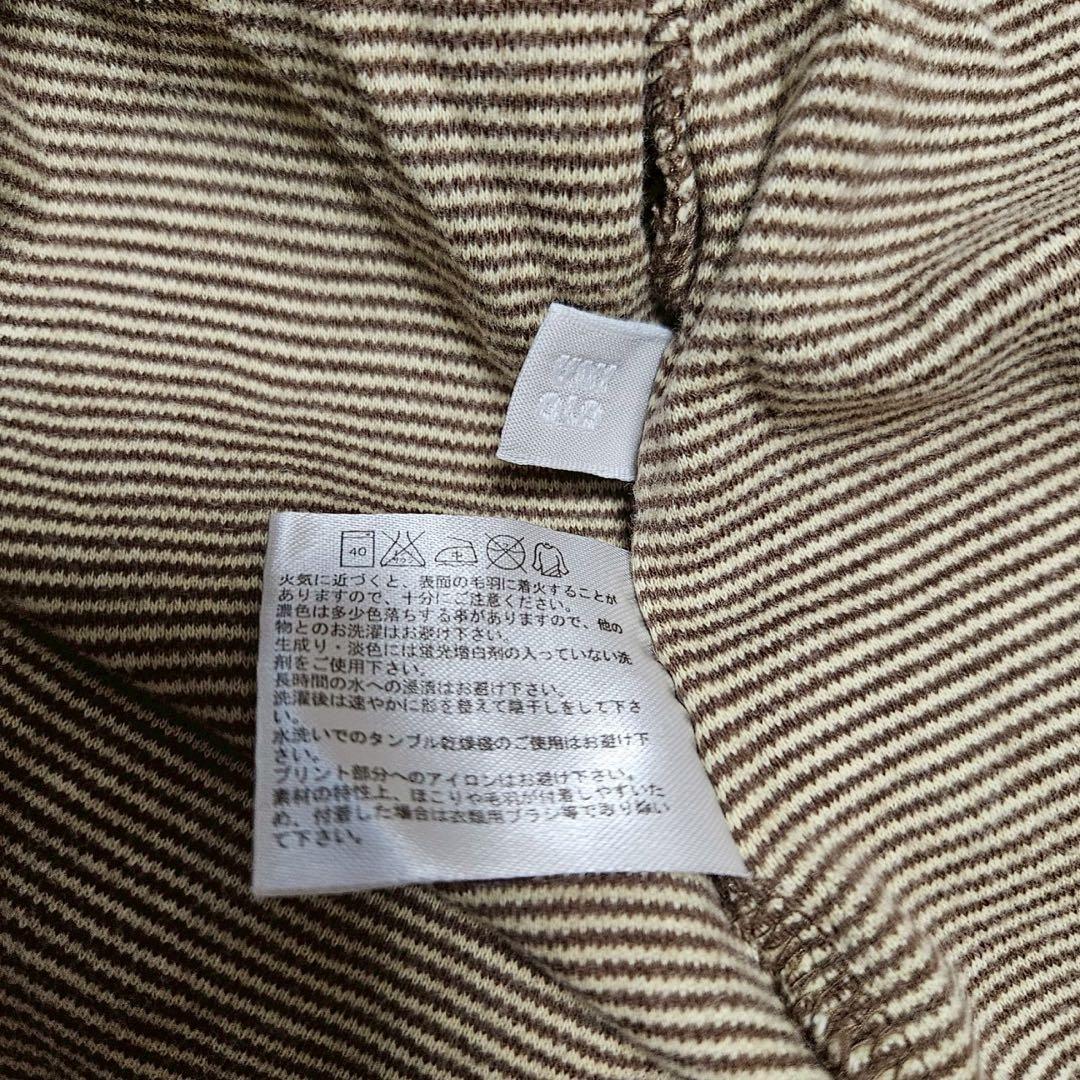 40
火気に近づくと、表面の毛羽に着火することが
ありますので、十分にご注意ください。
濃色は多少色落ちする事がありますので、他の
物とのお洗濯はお避け下さい。
生成り・淡色には蛍光増白剤の入っていない洗
剤をご使用下さい。
長時間の水への浸漬はお避け下さい。
洗濯後は速やかに形を整えて陰干しをして下さ
い。
水洗いでのタンブル乾燥後のご使用はお避け下
さい。
プリント部分へのアイロンはお避け下さい。
素材の特性上、ほこりや毛羽が付着しやすいた
め、付着した場合は衣類用ブラシ等でおりぬい
て下さい。